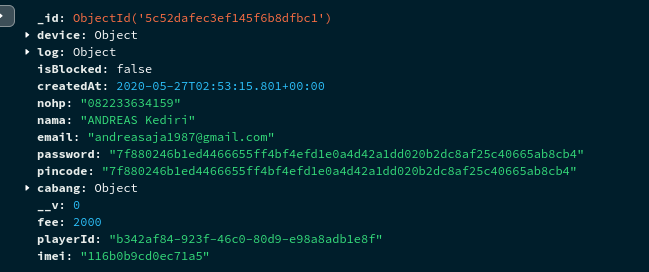 _id: ObjectId('5c52dafec3ef145f6b8dfbc1')
device: Object
log: Object
isBlocked: false
createdAt: 2020-05-27T02:53:15.801+00:00
nohp: "082233634159"
nama: "ANDREAS Kediri"
email: "andreasaja1987@gmail.com"
password: "7f880246b1ed4466655ff4bf4efd1e0a4d42a1dd020b2dc8af25c40665ab8cb4"
pincode: "7f880246b1ed4466655ff4bf4efd1e0a4d42a1dd020b2dc8af25c40665ab8cb4"
cabang: Object
__v: 0
fee: 2000
playerId: "b342af84-923f-46c0-80d9-e98a8adb1e8f"
imei: "116b0b9cd0ec71a5"